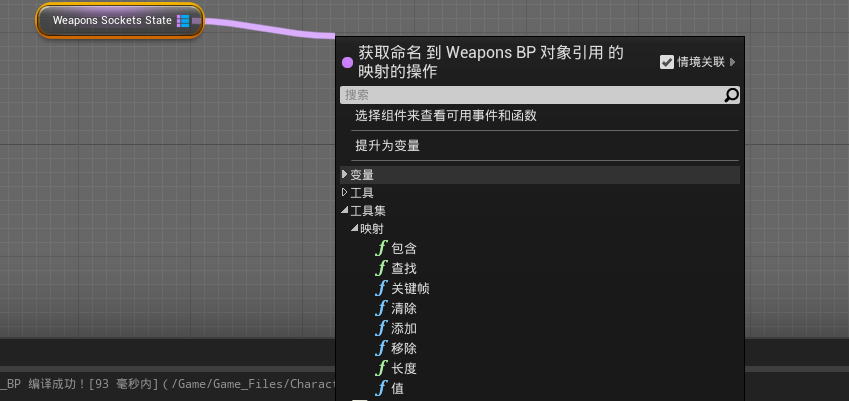 Weapons Sockets State
获取命名 到 Weapons BP 对象引用 的
映射的操作
情境关联
搜索
选择组件来查看可用事件和函数
提升为变量
变量
工具
工具集
映射
包含
查找
关键帧
清除
添加
移除
长度
值
_BP 编译成功！[93 毫秒内]（/Game/Game_Files/Charact